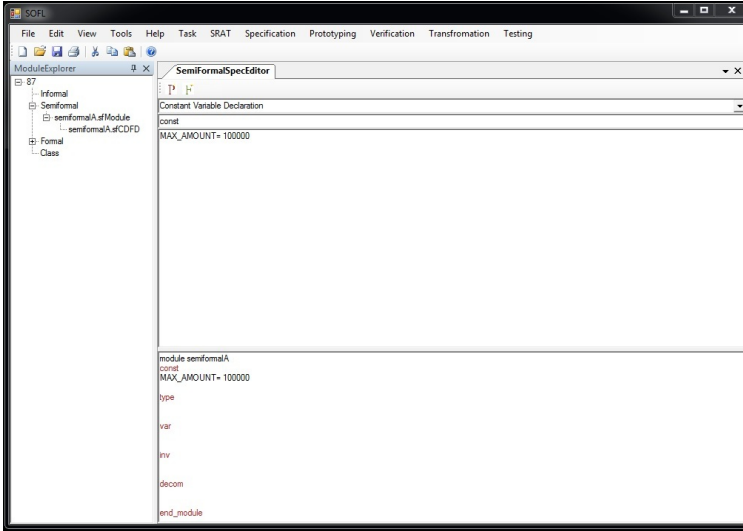 SOFL
File Edit View Tools Help Task SRAT Specification Prototyping Verification Transfromation Testing
ModuleExplorer
87
Informal
Semiformal
semiformalA.sfModule
semiformalA.sfCDFD
Formal
Class
SemiFormalSpecEditor
P F
Constant Variable Declaration
const
MAX_AMOUNT= 100000
module semiformalA
const
MAX_AMOUNT= 100000
type
var
inv
decom
end_module